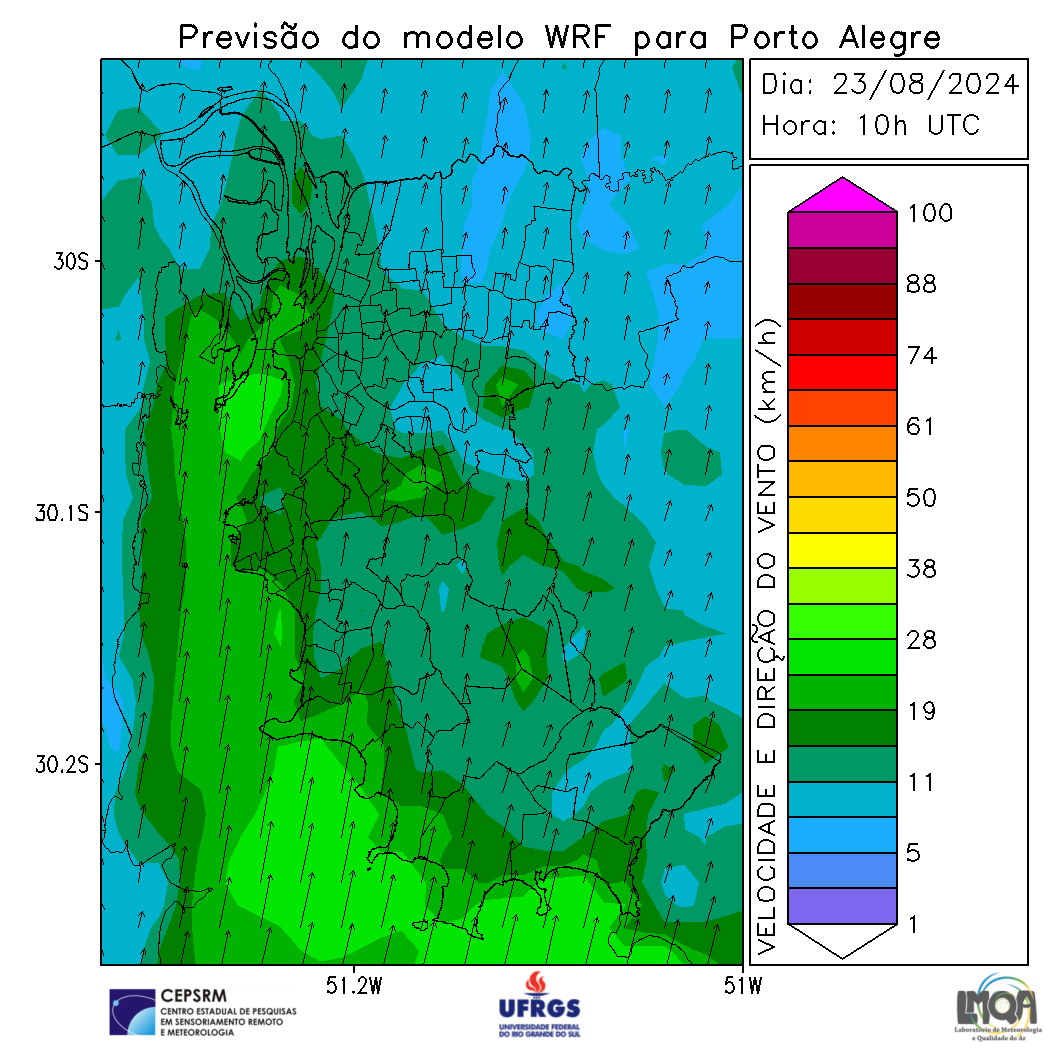 Previsão do modelo WRF para Porto Alegre
Dia: 23/08/2024
Hora: 10h UTC
30S
30.1S
30.2S
51.2W
51W
VELOCIDADE E DIREÇÃO DO VENTO (km/h)
100
88
74
61
50
38
28
19
11
5
1
CEPSRM
CENTRO ESTADUAL DE PESQUISAS
EM SENSORIAMENTO REMOTO
E METEOROLOGIA
UFRGS
UNIVERSIDADE FEDERAL
DO RIO GRANDE DO SUL
LMQA
Laboratório de Meteorologia
e Qualidade do Ar